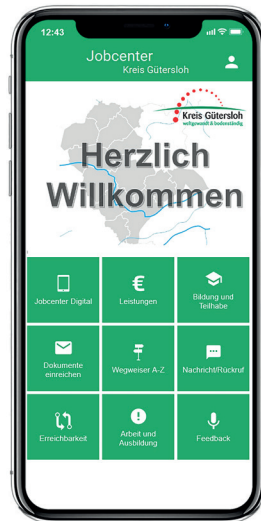 12:43
Jobcenter
Kreis Gütersloh
Kreis Gütersloh
weltgewandt & bodenständig
Herzlich
Willkommen
Jobcenter Digital
Leistungen
Bildung und
Teilhabe
Dokumente
einreichen
Wegweiser A-Z
Nachricht/Rückruf
Erreichbarkeit
Arbeit und
Ausbildung
Feedback